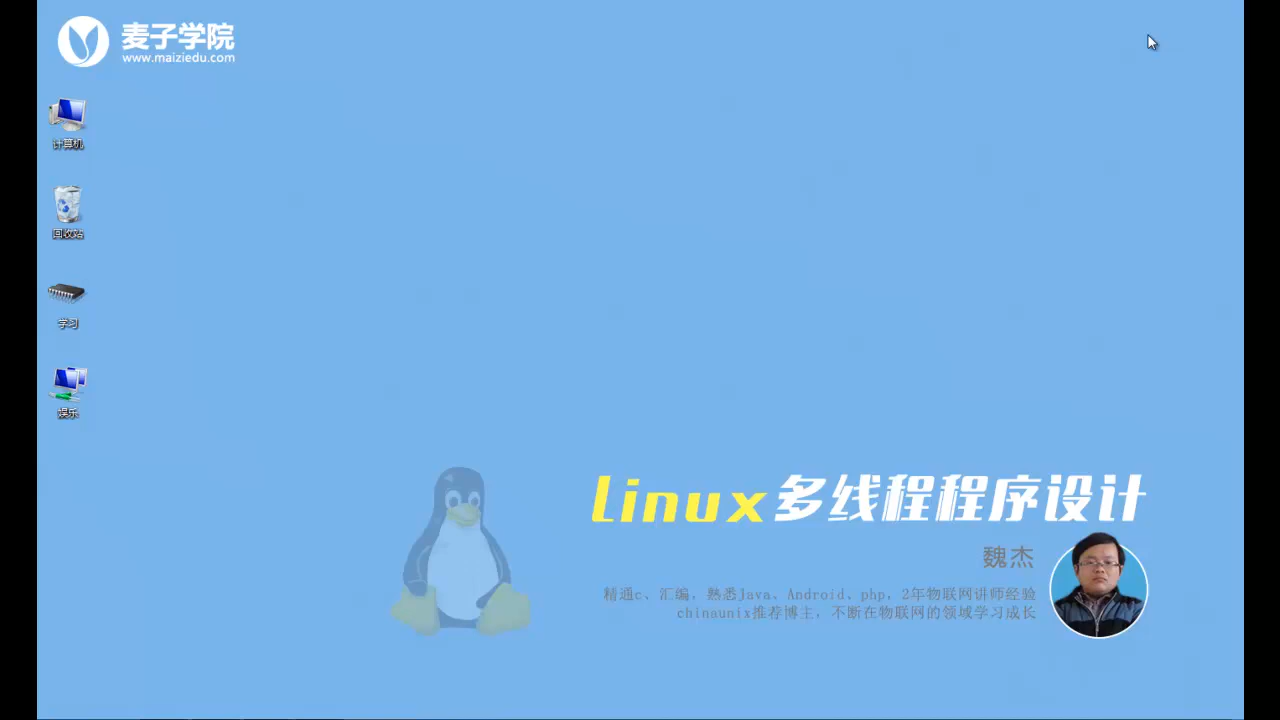 麦子学院
www.maiziedu.com
计算机
回收站
学习
娱乐
Linux多线程程序设计
魏杰
精通c、汇编，熟悉Java、Android、php，2年物联网讲师经验
chinaunix推荐博主，不断在物联网的领域学习成长